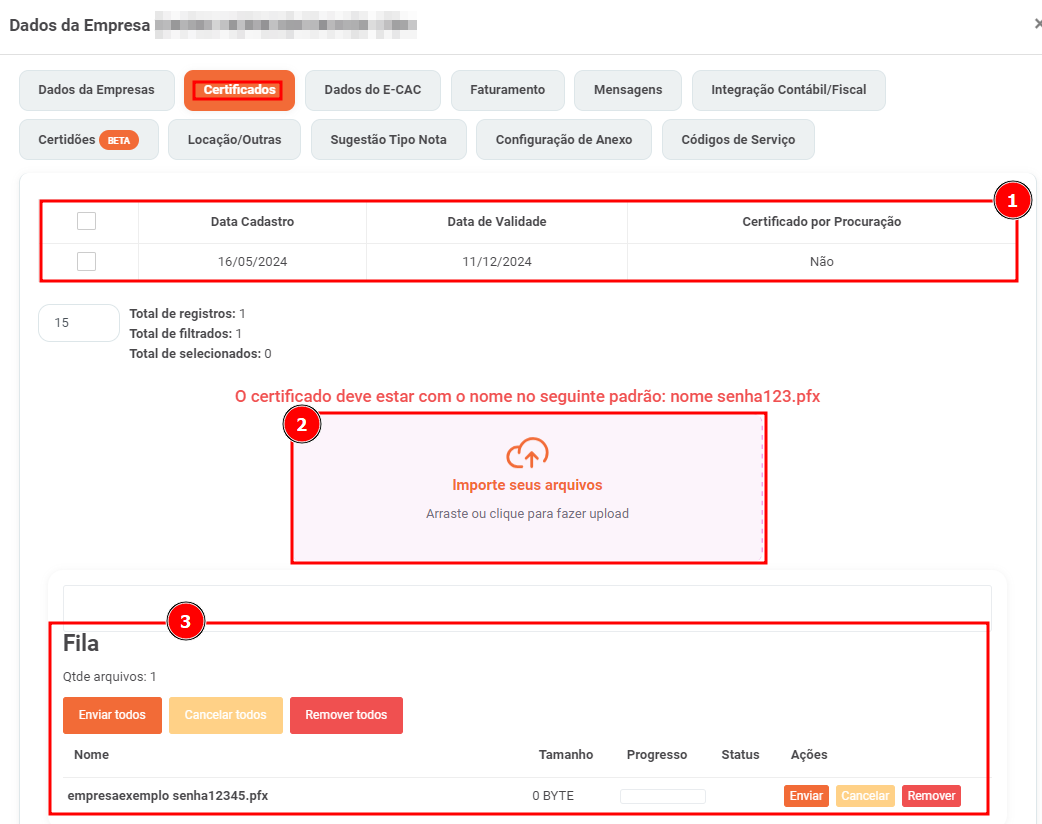 Dados da Empresa
×
Dados da Empresas Certificados Dados do E-CAC Faturamento Mensagens Integração Contábil/Fiscal
Certidões BETA Locação/Outras Sugestão Tipo Nota Configuração de Anexo Códigos de Serviço
1
Data Cadastro Data de Validade Certificado por Procuração
16/05/2024 11/12/2024 Não
15
Total de registros: 1
Total de filtrados: 1
Total de selecionados: 0
O certificado deve estar com o nome no seguinte padrão: nome senha123.pfx
2
Importe seus arquivos
Arraste ou clique para fazer upload
3
Fila
Qtde arquivos: 1
Enviar todos Cancelar todos Remover todos
Nome Tamanho Progresso Status Ações
empresaexemplo senha12345.pfx 0 BYTE Enviar Cancelar Remover